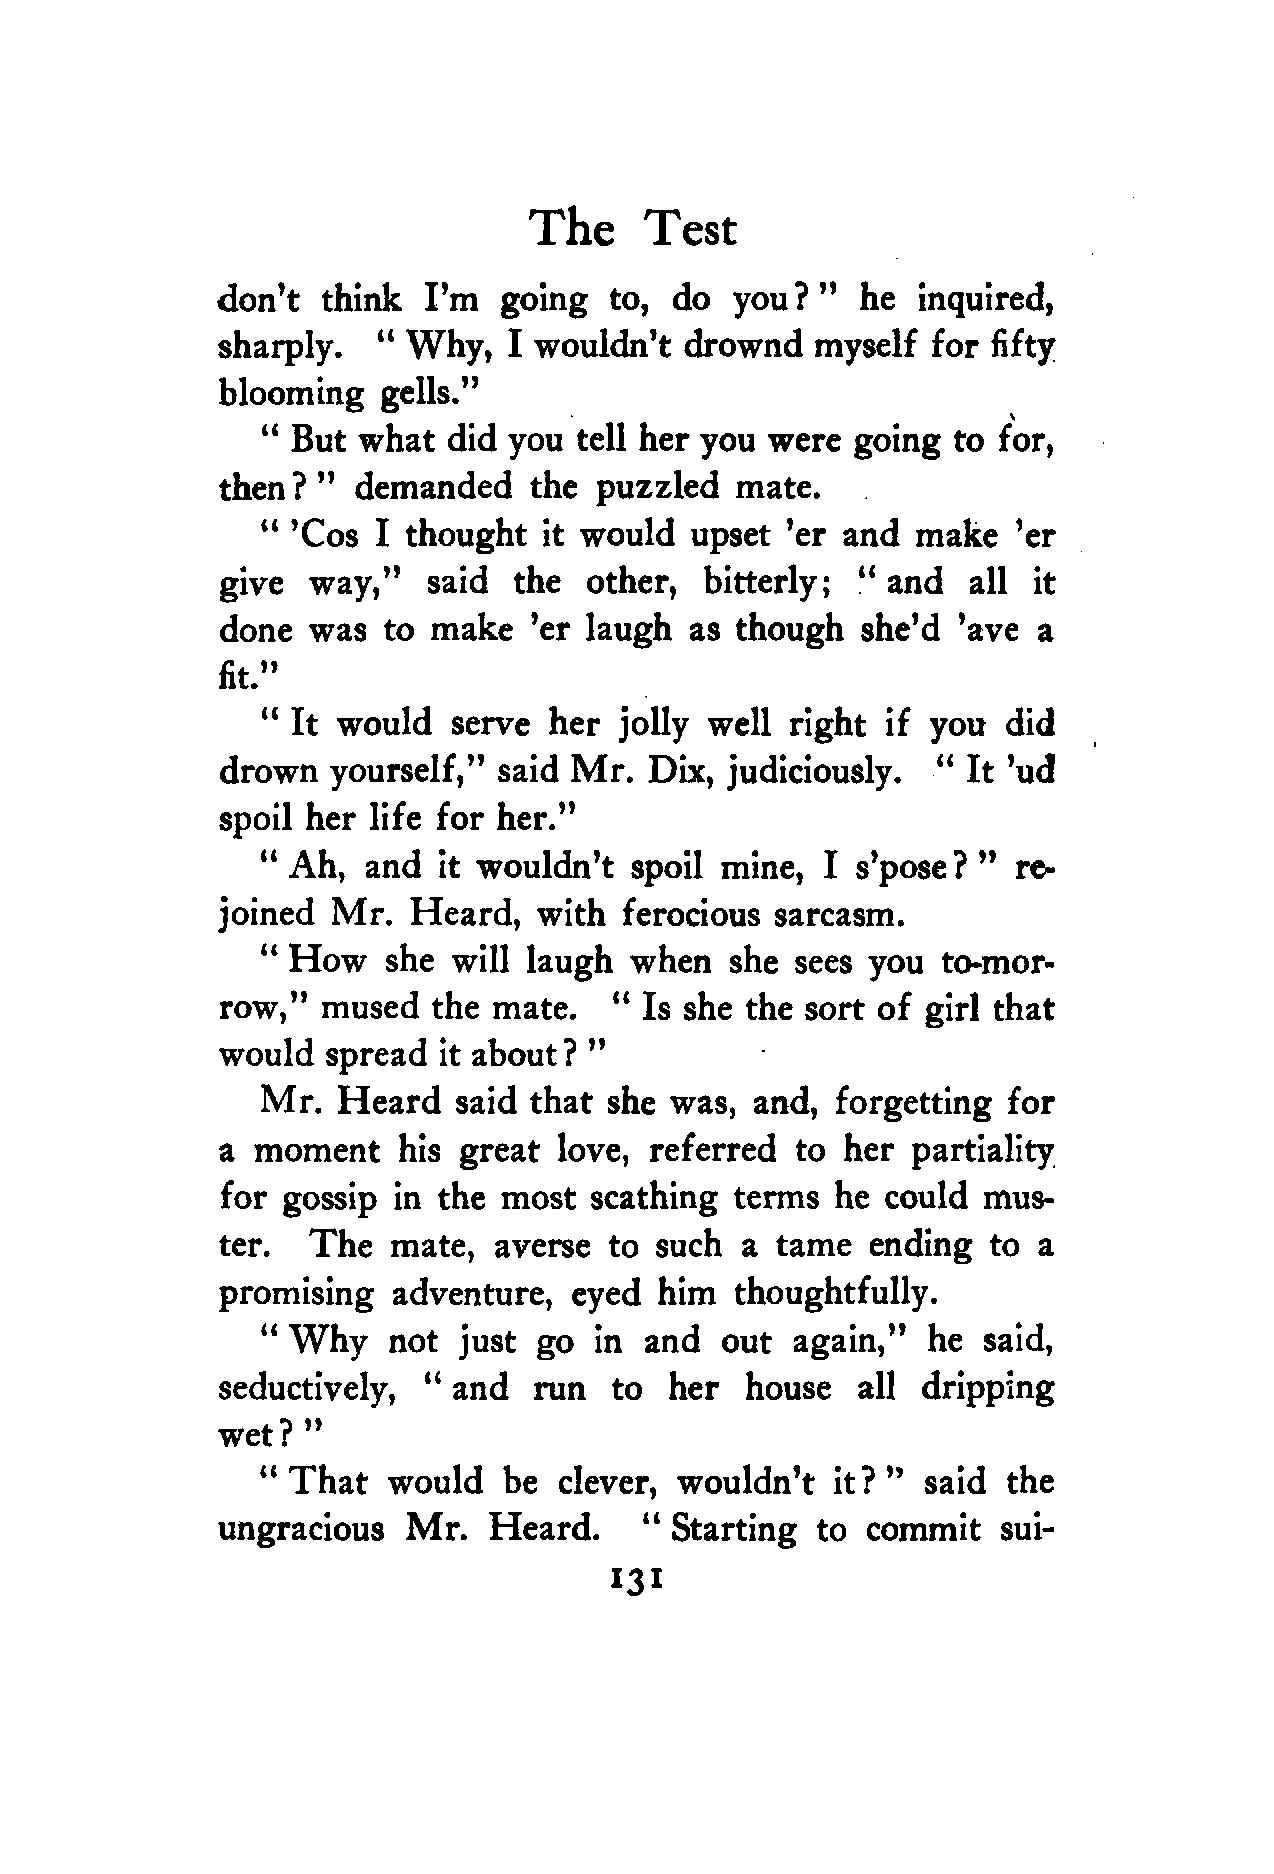 The Test
don't think I'm going to, do you?" he inquired,
sharply. "Why, I wouldn't drownd myself for fifty
blooming gells."
"But what did you tell her you were going to for,
then?" demanded the puzzled mate.
"'Cos I thought it would upset 'er and make 'er
give way," said the other, bitterly; "and all it
done was to make 'er laugh as though she'd 'ave a
fit."
"It would serve her jolly well right if you did
drown yourself," said Mr. Dix, judiciously. "It 'ud
spoil her life for her."
"Ah, and it wouldn't spoil mine, I s'pose?" re-
joined Mr. Heard, with ferocious sarcasm.
"How she will laugh when she sees you to-mor-
row," mused the mate. "Is she the sort of girl that
would spread it about?"
Mr. Heard said that she was, and, forgetting for
a moment his great love, referred to her partiality
for gossip in the most scathing terms he could mus-
ter. The mate, averse to such a tame ending to a
promising adventure, eyed him thoughtfully.
"Why not just go in and out again," he said,
seductively, "and run to her house all dripping
wet?"
"That would be clever, wouldn't it?" said the
ungracious Mr. Heard. "Starting to commit sui-
131